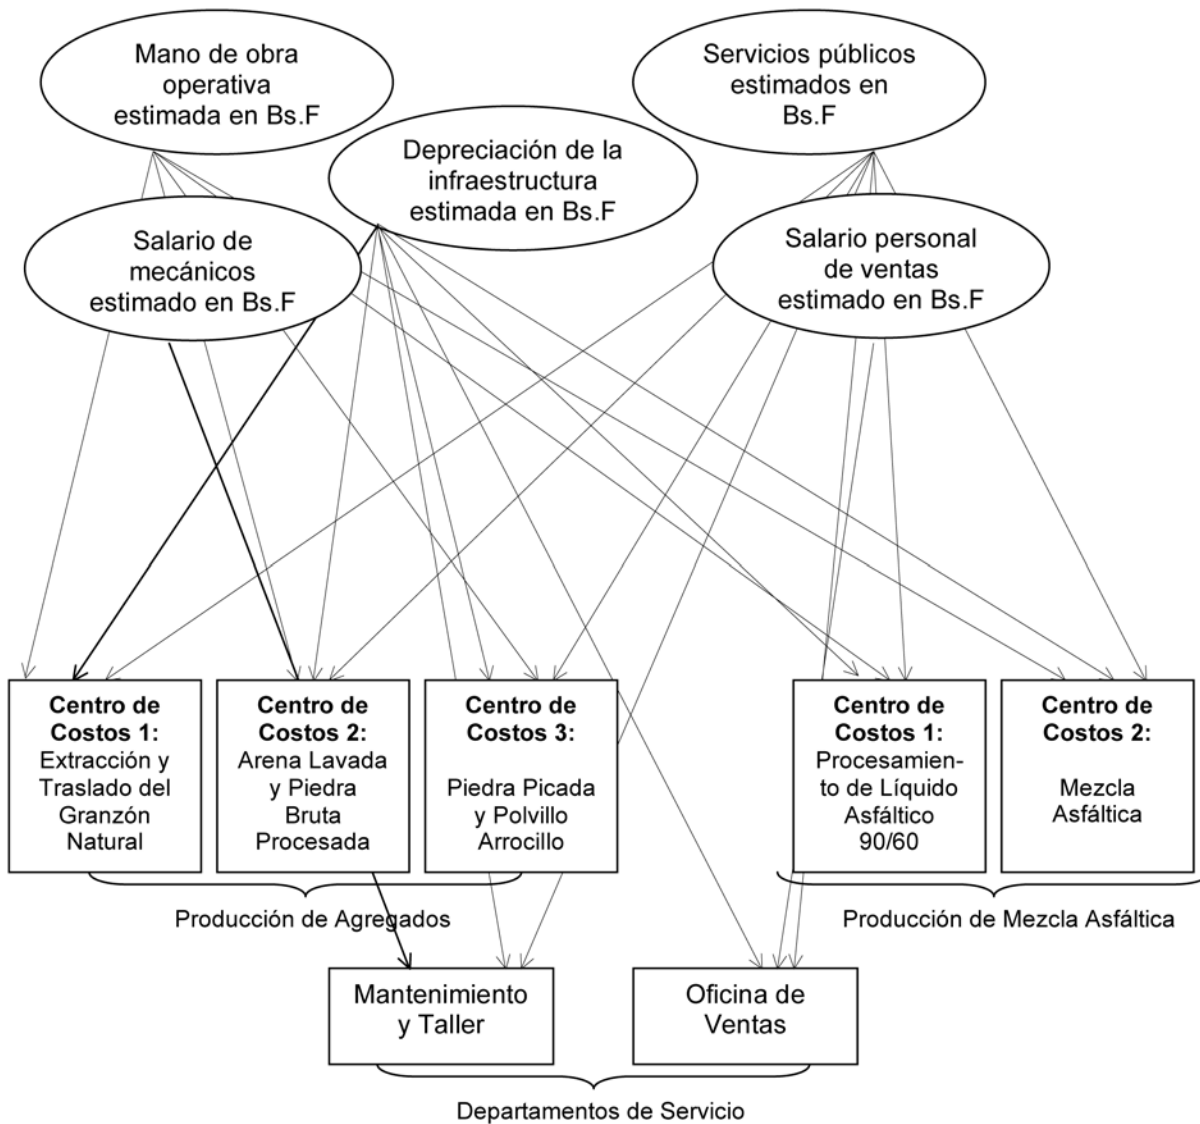 Mano de obra
operativa
estimada en Bs.F
Servicios públicos
estimados en
Bs.F
Depreciación de la
infraestructura
estimada en Bs.F
Salario de
mecánicos
estimado en Bs.F
Salario personal
de ventas
estimado en Bs.F
Centro de
Costos 1:
Extracción y
Traslado del
Granzón
Natural
Centro de
Costos 2:
Arena Lavada
y Piedra
Bruta
Procesada
Centro de
Costos 3:
Piedra Picada
y Polvillo
Arrocillo
Centro de
Costos 1:
Procesamien-
to de Líquido
Asfáltico
90/60
Centro de
Costos 2:
Mezcla
Asfáltica
Producción de Agregados
Producción de Mezcla Asfáltica
Mantenimiento
y Taller
Oficina de
Ventas
Departamentos de Servicio